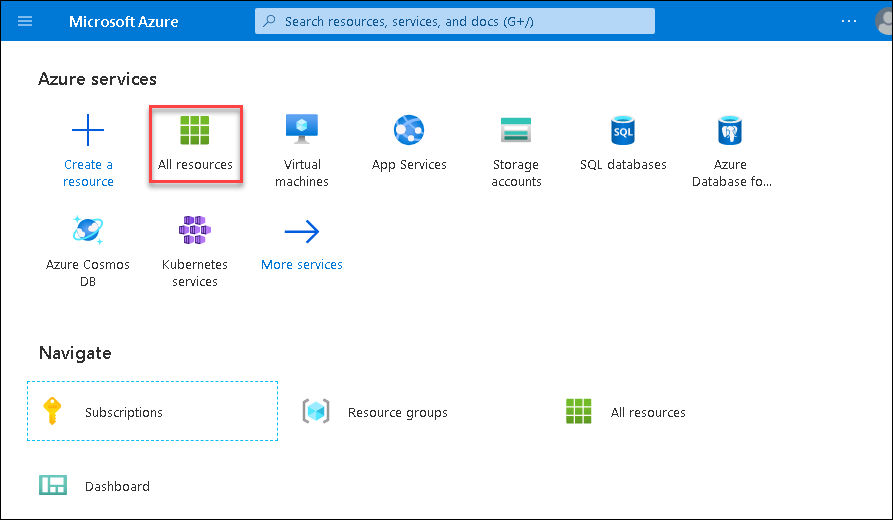 Microsoft Azure
Search resources, services, and docs (G+/)
Azure services
Create a
resource
All resources
Virtual
machines
App Services
Storage
accounts
SQL databases
SQL
Azure
Database fo...
Azure Cosmos
DB
Kubernetes
services
More services
Navigate
Subscriptions
Resource groups
All resources
Dashboard